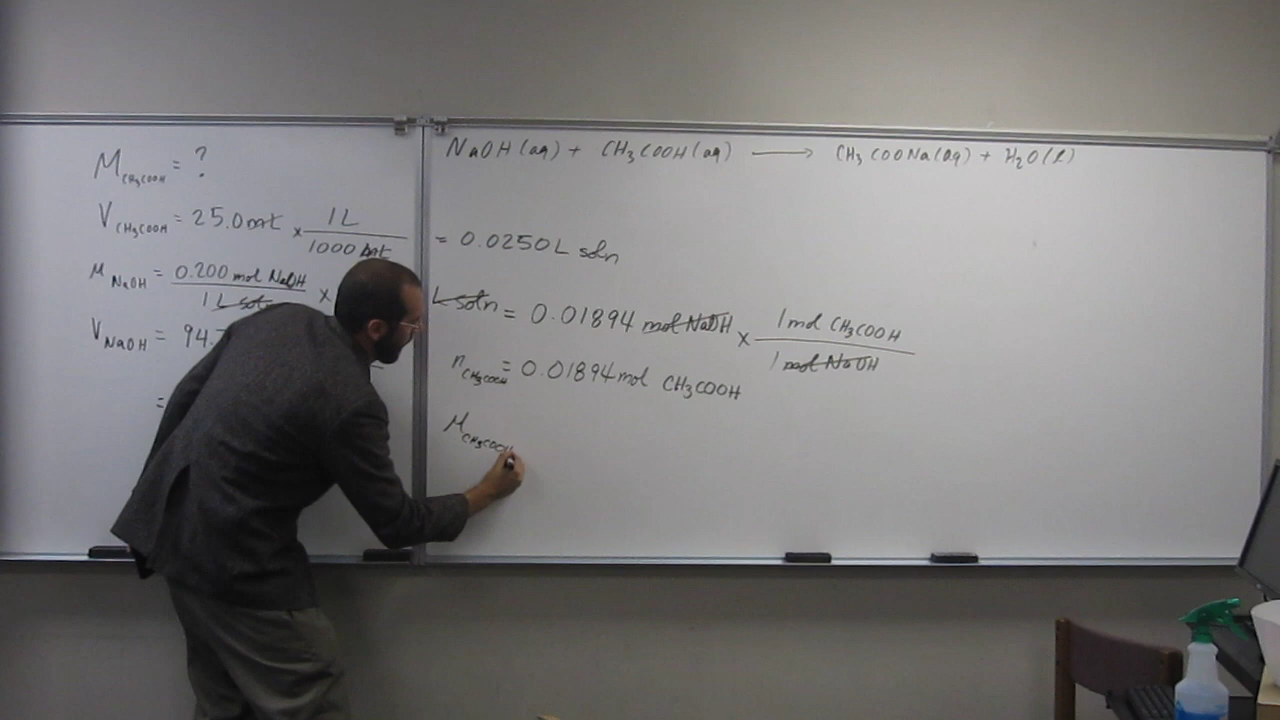 M CH₃COOH = ?
V CH₃COOH = 25.0 mL × 1 L / 1000 mL = 0.0250 L soln
M NaOH = 0.200 mol NaOH / 1 L soln ×
V NaOH = 94.
=
NaOH(aq) + CH₃COOH(aq) ⟶ CH₃COONa(aq) + H₂O(l)
L soln = 0.01894 mol NaOH × 1 mol CH₃COOH / 1 mol NaOH
n CH₃COOH = 0.01894 mol CH₃COOH
M CH₃COOH